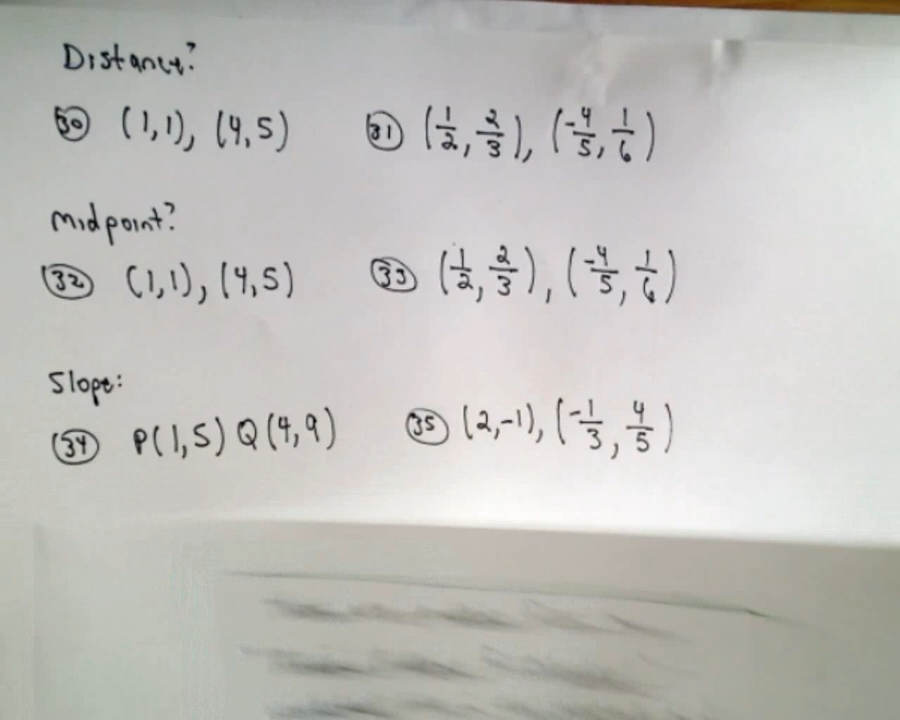 Distance?
30 (1,1), (4,5) 31 (1/2, 2/3), (-4/5, 1/6)
Midpoint?
32 (1,1), (4,5) 33 (1/2, 2/3), (-4/5, 1/6)
Slope:
34 P(1,5) Q(4,9) 35 (2,-1), (-1/3, 4/5)